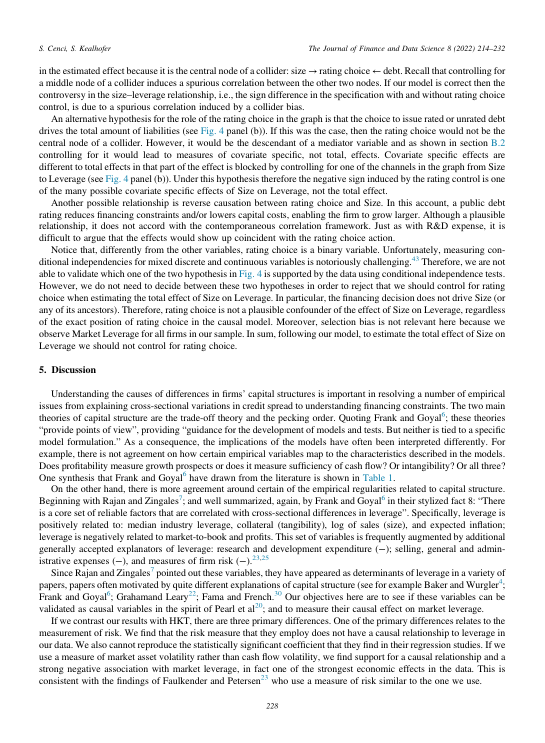 S. Cenci, S. Kealhofer
The Journal of Finance and Data Science 8 (2022) 214–232
in the estimated effect because it is the central node of a collider: size → rating choice ← debt. Recall that controlling for
a middle node of a collider induces a spurious correlation between the other two nodes. If our model is correct then the
controversy in the size–leverage relationship, i.e., the sign difference in the specification with and without rating choice
control, is due to a spurious correlation induced by a collider bias.
An alternative hypothesis for the role of the rating choice in the graph is that the choice to issue rated or unrated debt
drives the total amount of liabilities (see Fig. 4 panel (b)). If this was the case, then the rating choice would not be the
central node of a collider. However, it would be the descendant of a mediator variable and as shown in section B.2
controlling for it would lead to measures of covariate specific, not total, effects. Covariate specific effects are
different to total effects in that part of the effect is blocked by controlling for one of the channels in the graph from Size
to Leverage (see Fig. 4 panel (b)). Under this hypothesis therefore the negative sign induced by the rating control is one
of the many possible covariate specific effects of Size on Leverage, not the total effect.
Another possible relationship is reverse causation between rating choice and Size. In this account, a public debt
rating reduces financing constraints and/or lowers capital costs, enabling the firm to grow larger. Although a plausible
relationship, it does not accord with the contemporaneous correlation framework. Just as with R&D expense, it is
difficult to argue that the effects would show up coincident with the rating choice action.
Notice that, differently from the other variables, rating choice is a binary variable. Unfortunately, measuring con-
ditional independences for mixed discrete and continuous variables is notoriously challenging.43 Therefore, we are not
able to validate which one of the two hypothesis in Fig. 4 is supported by the data using conditional independence tests.
However, we do not need to decide between these two hypotheses in order to reject that we should control for rating
choice when estimating the total effect of Size on Leverage. In particular, the financing decision does not drive Size (or
any of its ancestors). Therefore, rating choice is not a plausible confounder of the effect of Size on Leverage, regardless
of the exact position of rating choice in the causal model. Moreover, selection bias is not relevant here because we
observe Market Leverage for all firms in our sample. In sum, following our model, to estimate the total effect of Size on
Leverage we should not control for rating choice.
5. Discussion
Understanding the causes of differences in firms' capital structures is important in resolving a number of empirical
issues from explaining cross-sectional variations in credit spread to understanding financing constraints. The two main
theories of capital structure are the trade-off theory and the pecking order. Quoting Frank and Goyal6; these theories
“provide points of view”, providing “guidance for the development of models and tests. But neither is tied to a specific
model formulation.” As a consequence, the implications of the models have often been interpreted differently. For
example, there is not agreement on how certain empirical variables map to the characteristics described in the models.
Does profitability measure growth prospects or does it measure sufficiency of cash flow? Or intangibility? Or all three?
One synthesis that Frank and Goyal6 have drawn from the literature is shown in Table 1.
On the other hand, there is more agreement around certain of the empirical regularities related to capital structure.
Beginning with Rajan and Zingales7; and well summarized, again, by Frank and Goyal6 in their stylized fact 8: “There
is a core set of reliable factors that are correlated with cross-sectional differences in leverage”. Specifically, leverage is
positively related to: median industry leverage, collateral (tangibility), log of sales (size), and expected inflation;
leverage is negatively related to market-to-book and profits. This set of variables is frequently augmented by additional
generally accepted explanators of leverage: research and development expenditure (−); selling, general and admin-
istrative expenses (−), and measures of firm risk (−).23,25
Since Rajan and Zingales7 pointed out these variables, they have appeared as determinants of leverage in a variety of
papers, papers often motivated by quite different explanations of capital structure (see for example Baker and Wurgler4;
Frank and Goyal6; Grahamand Leary22; Fama and French.30 Our objectives here are to see if these variables can be
validated as causal variables in the spirit of Pearl et al20; and to measure their causal effect on market leverage.
If we contrast our results with HKT, there are three primary differences. One of the primary differences relates to the
measurement of risk. We find that the risk measure that they employ does not have a causal relationship to leverage in
our data. We also cannot reproduce the statistically significant coefficient that they find in their regression studies. If we
use a measure of market asset volatility rather than cash flow volatility, we find support for a causal relationship and a
strong negative association with market leverage, in fact one of the strongest economic effects in the data. This is
consistent with the findings of Faulkender and Petersen23 who use a measure of risk similar to the one we use.
228